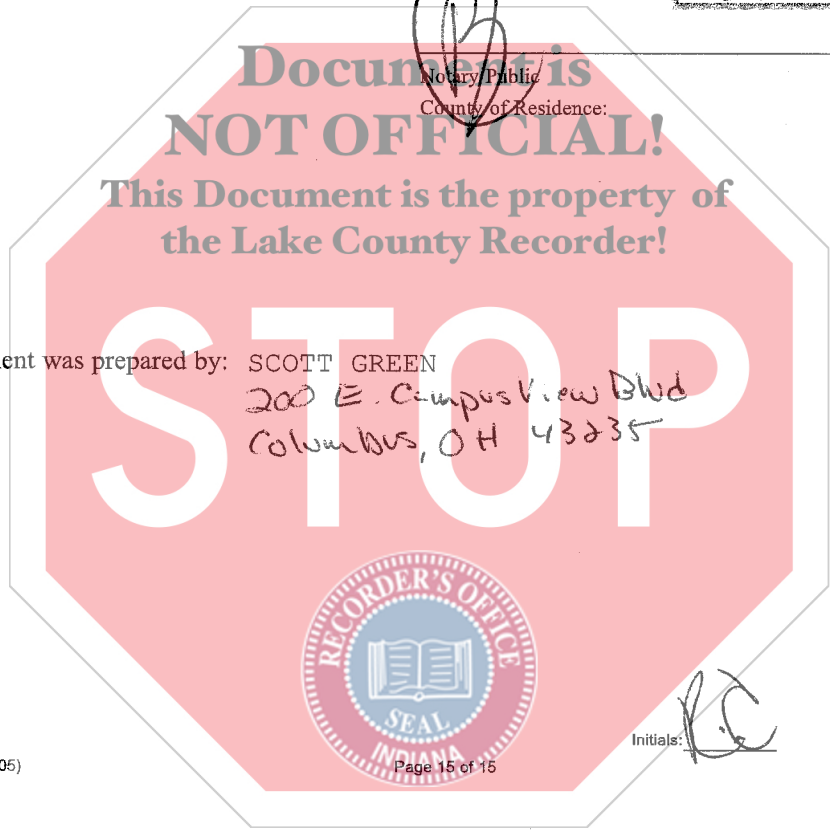 Document is
Notary Public
County of Residence:
NOT OFFICIAL!
This Document is the property of
the Lake County Recorder!
STOP
ent was prepared by: SCOTT GREEN
200 E. Campus View Blvd
Columbus, OH 43235
RECORDER'S OFFICE
SEAL
INDIANA
Initials:
05)
Page 15 of 15